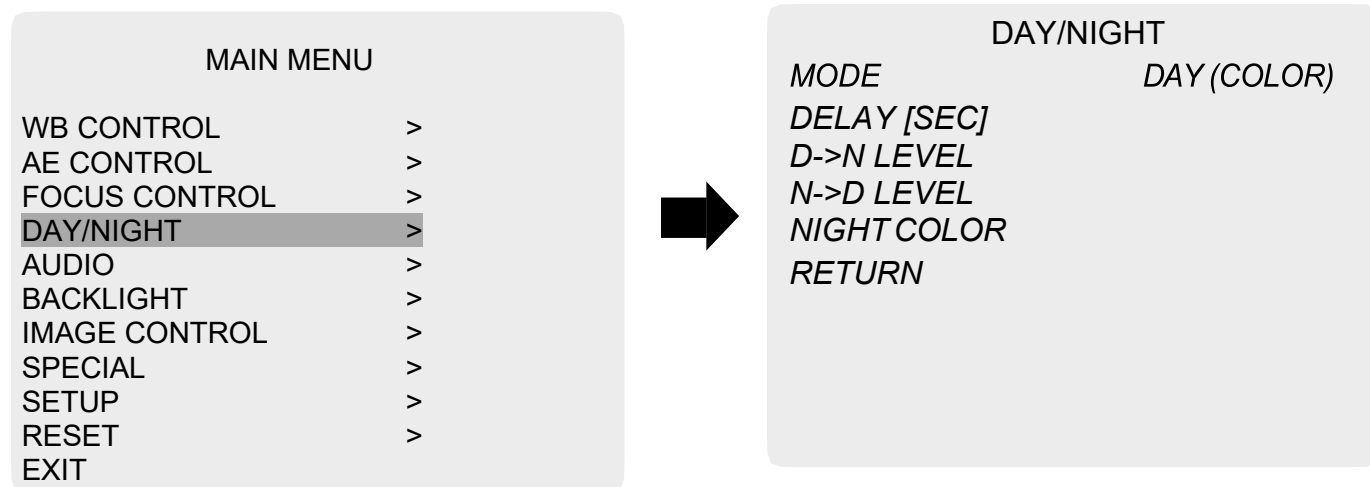 MAIN MENU
WB CONTROL >
AE CONTROL >
FOCUS CONTROL >
DAY/NIGHT >
AUDIO >
BACKLIGHT >
IMAGE CONTROL >
SPECIAL >
SETUP >
RESET >
EXIT
DAY/NIGHT
MODE DAY (COLOR)
DELAY [SEC]
D->N LEVEL
N->D LEVEL
NIGHT COLOR
RETURN